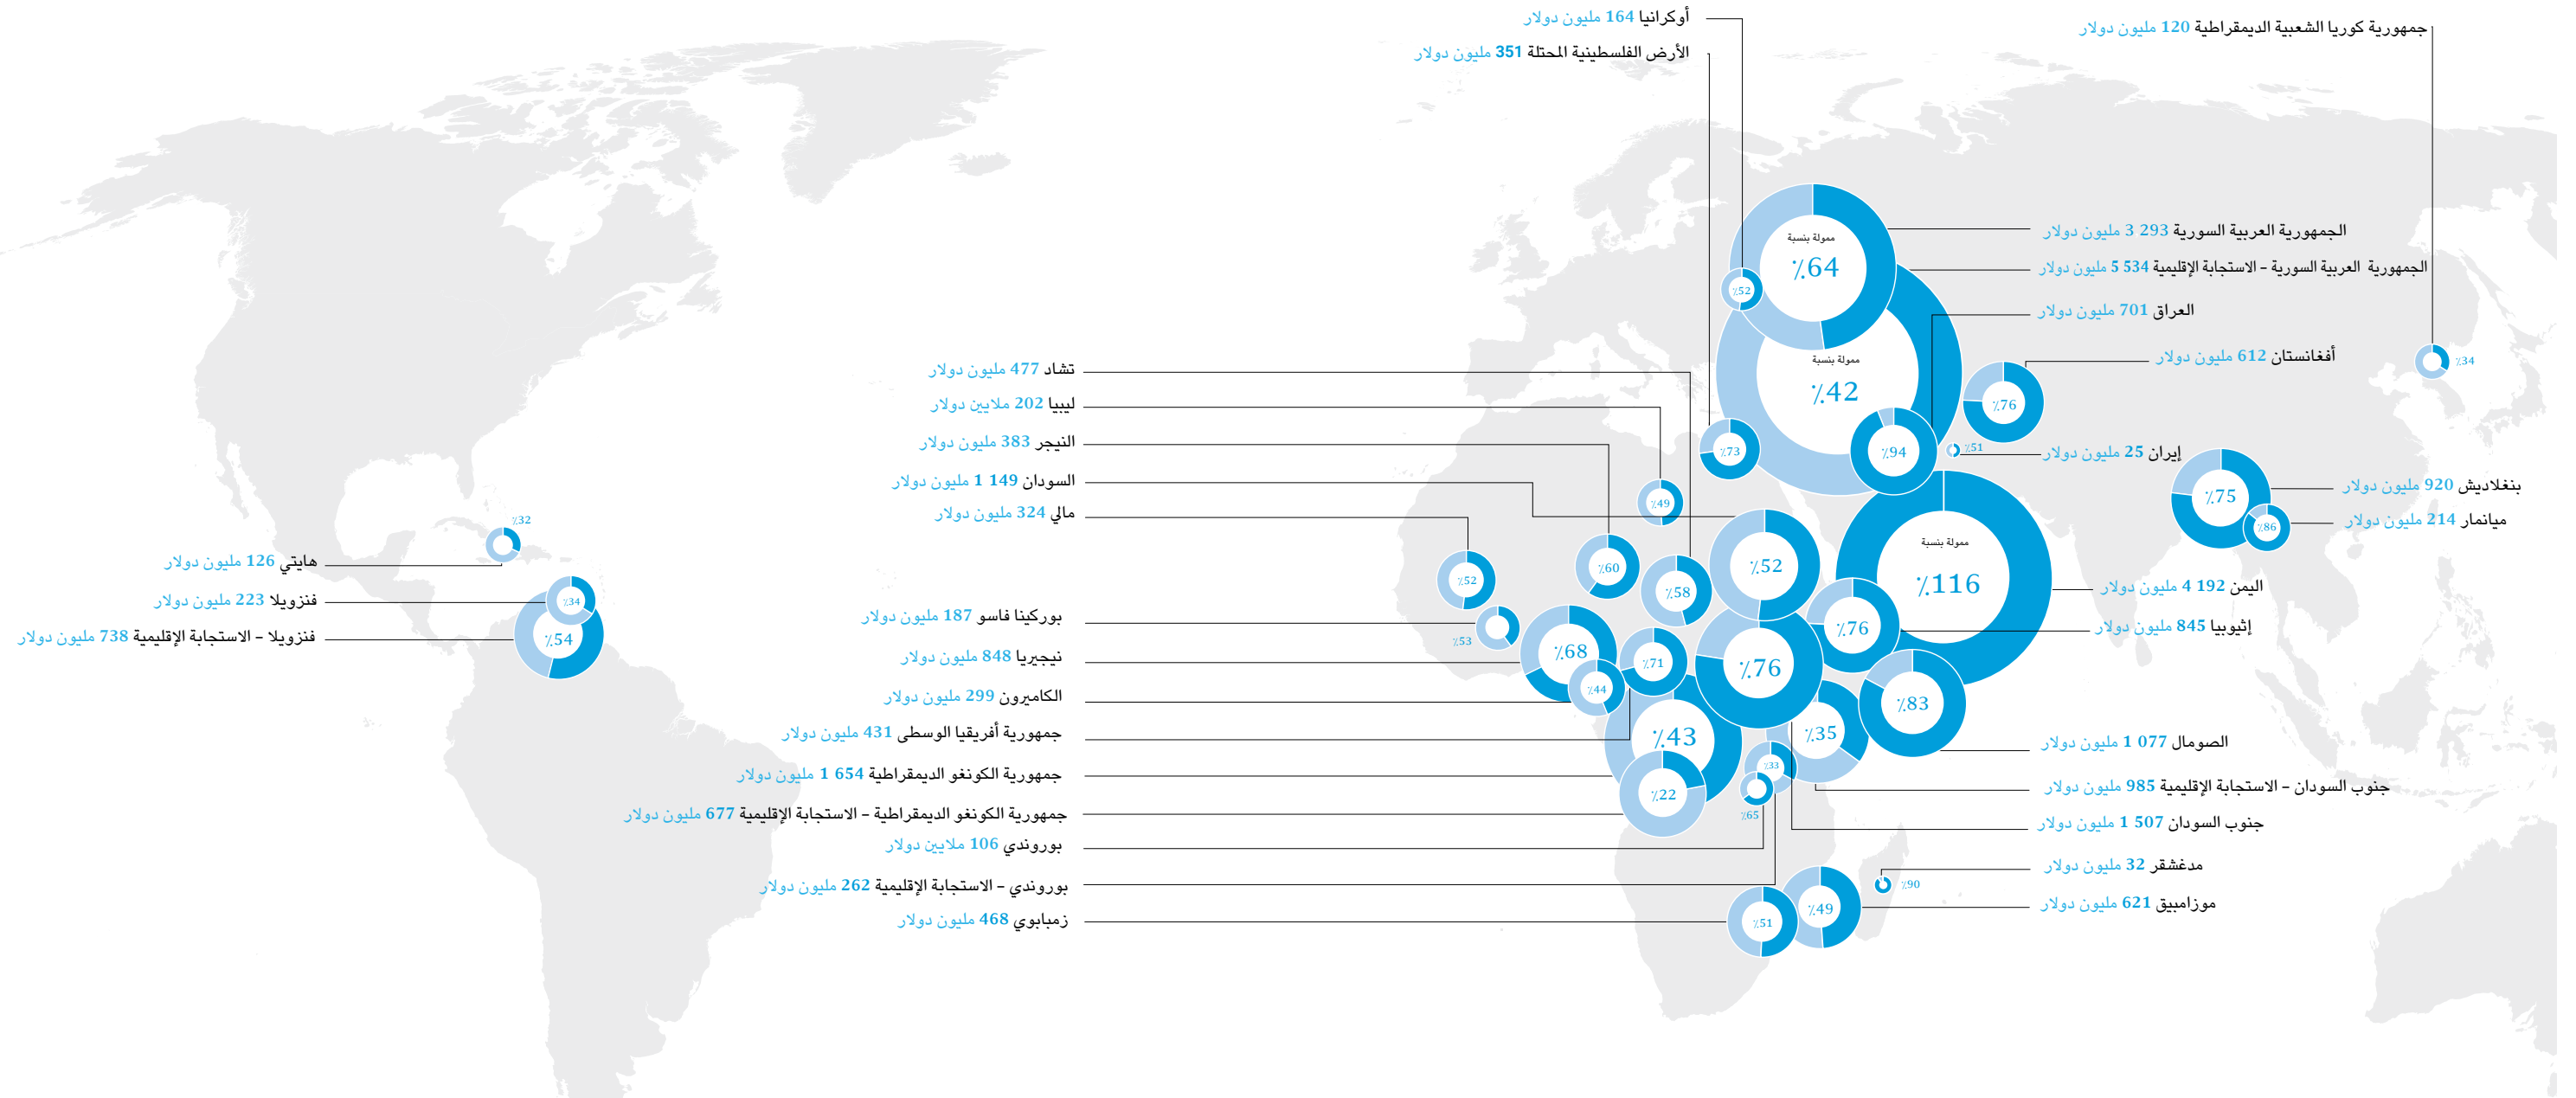 أوكرانيا 164 مليون دولار
الأرض الفلسطينية المحتلة 351 مليون دولار
جمهورية كوريا الشعبية الديمقراطية 120 مليون دولار
الجمهورية العربية السورية 293 3 مليون دولار
الجمهورية العربية السورية – الاستجابة الإقليمية 534 5 مليون دولار
العراق 701 مليون دولار
أفغانستان 612 مليون دولار
إيران 25 مليون دولار
بنغلاديش 920 مليون دولار
ميانمار 214 مليون دولار
اليمن 192 4 مليون دولار
إثيوبيا 845 مليون دولار
الصومال 077 1 مليون دولار
جنوب السودان – الاستجابة الإقليمية 985 مليون دولار
جنوب السودان 507 1 مليون دولار
مدغشقر 32 مليون دولار
موزامبيق 621 مليون دولار
ممولة بنسبة
٪64
٪52
ممولة بنسبة
٪42
٪34
٪76
٪73
٪94
٪51
٪75
٪86
٪49
ممولة بنسبة
٪116
٪52
٪60
٪58
٪52
٪53
٪76
٪68
٪71
٪76
٪44
٪83
٪43
٪35
٪33
٪22
٪65
٪90
٪49
٪51
تشاد 477 مليون دولار
ليبيا 202 ملايين دولار
النيجر 383 مليون دولار
السودان 149 1 مليون دولار
مالي 324 مليون دولار
بوركينا فاسو 187 مليون دولار
نيجيريا 848 مليون دولار
الكاميرون 299 مليون دولار
جمهورية أفريقيا الوسطى 431 مليون دولار
جمهورية الكونغو الديمقراطية 654 1 مليون دولار
جمهورية الكونغو الديمقراطية – الاستجابة الإقليمية 677 مليون دولار
بوروندي 106 ملايين دولار
بوروندي – الاستجابة الإقليمية 262 مليون دولار
زمبابوي 468 مليون دولار
٪32
هايتي 126 مليون دولار
٪34
فنزويلا 223 مليون دولار
٪54
فنزويلا – الاستجابة الإقليمية 738 مليون دولار